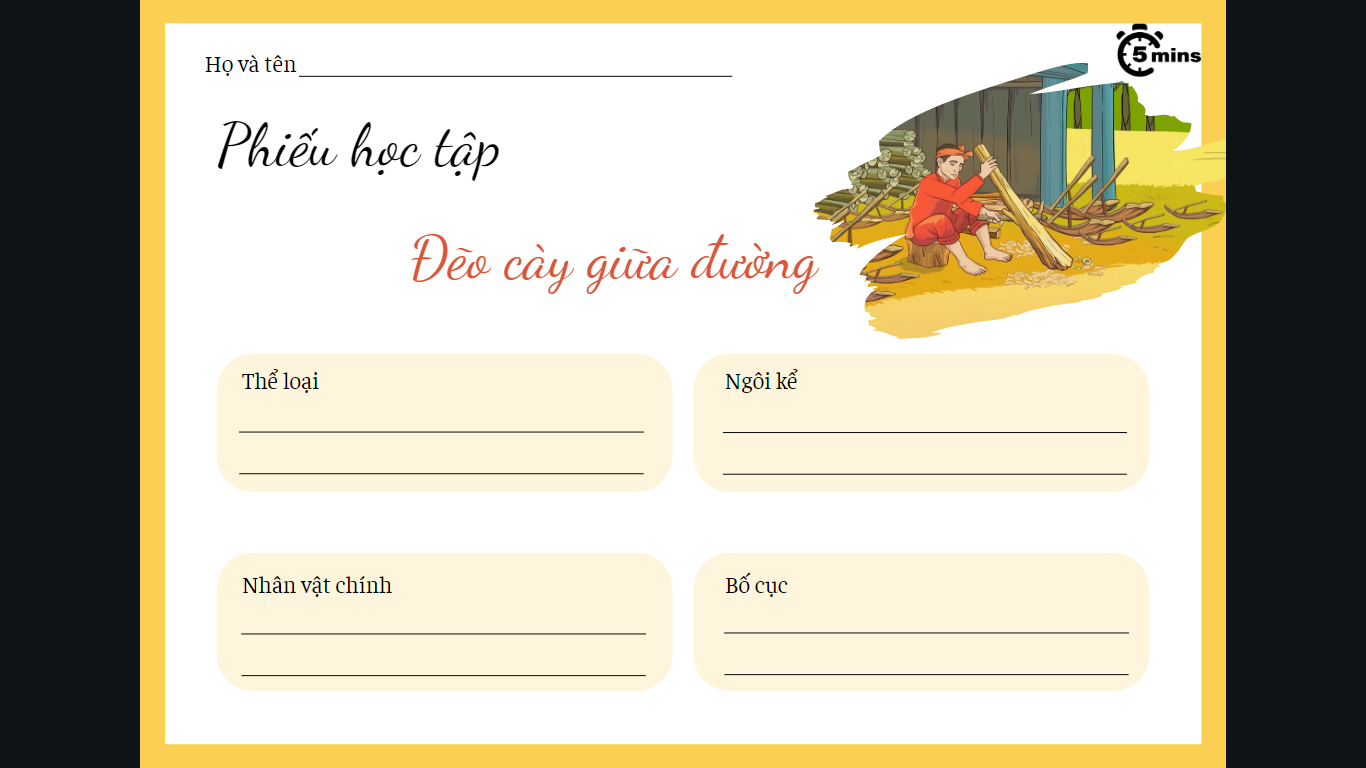 5 mins
Họ và tên
Phiếu học tập
Đẽo cày giữa đường
Thể loại
Ngôi kể
Nhân vật chính
Bố cục